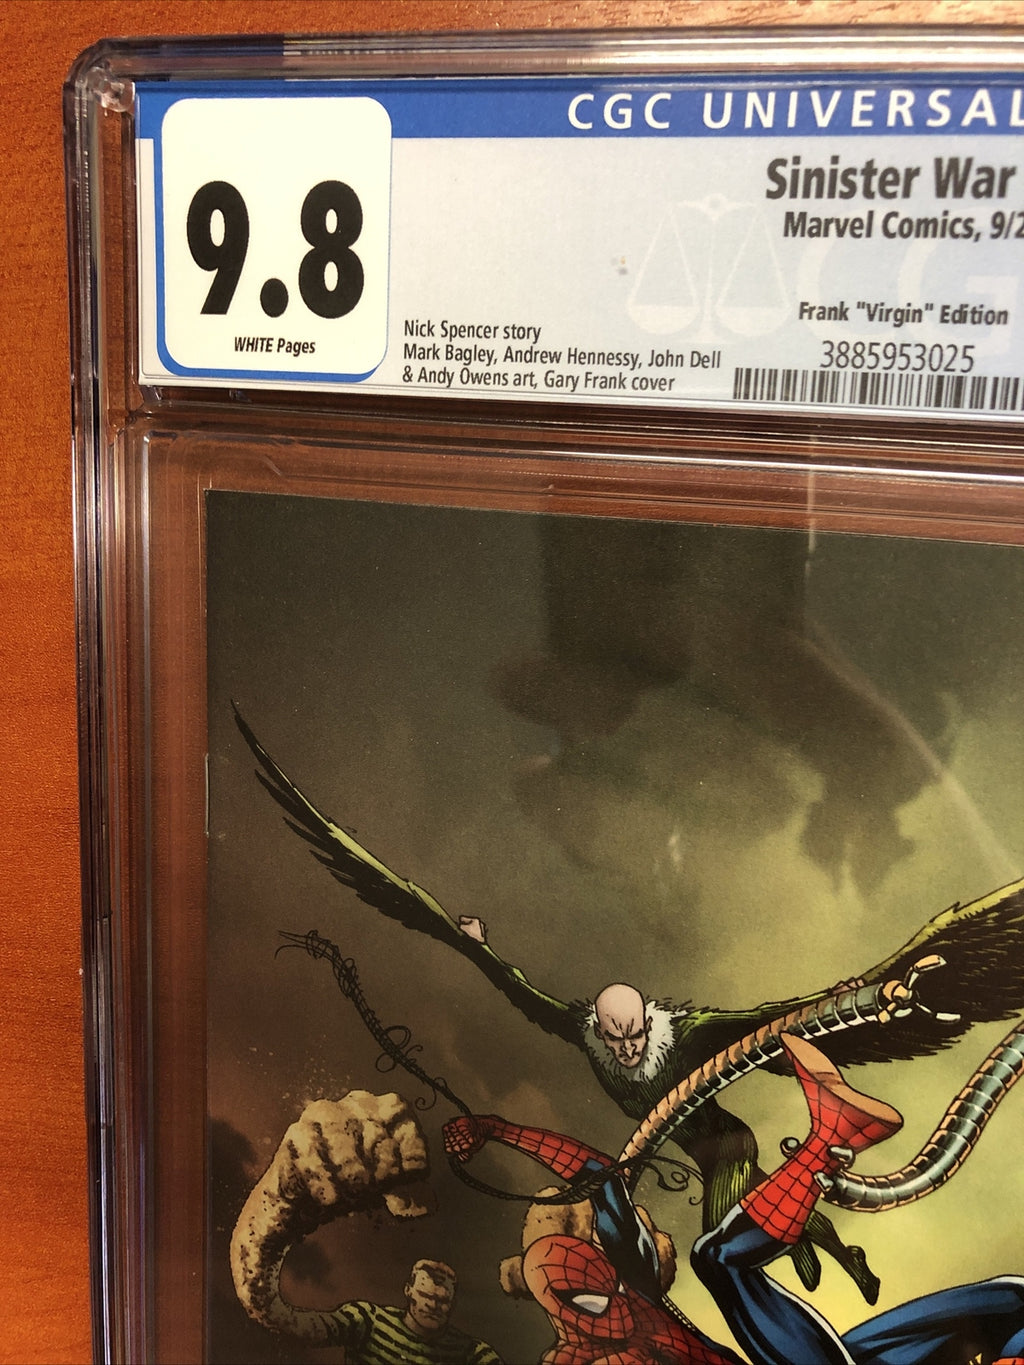 CGC UNIVERSAL
9.8
WHITE Pages
Sinister War
Marvel Comics, 9/2
Frank "Virgin" Edition
Nick Spencer story
Mark Bagley, Andrew Hennessy, John Dell
& Andy Owens art, Gary Frank cover
3885953025